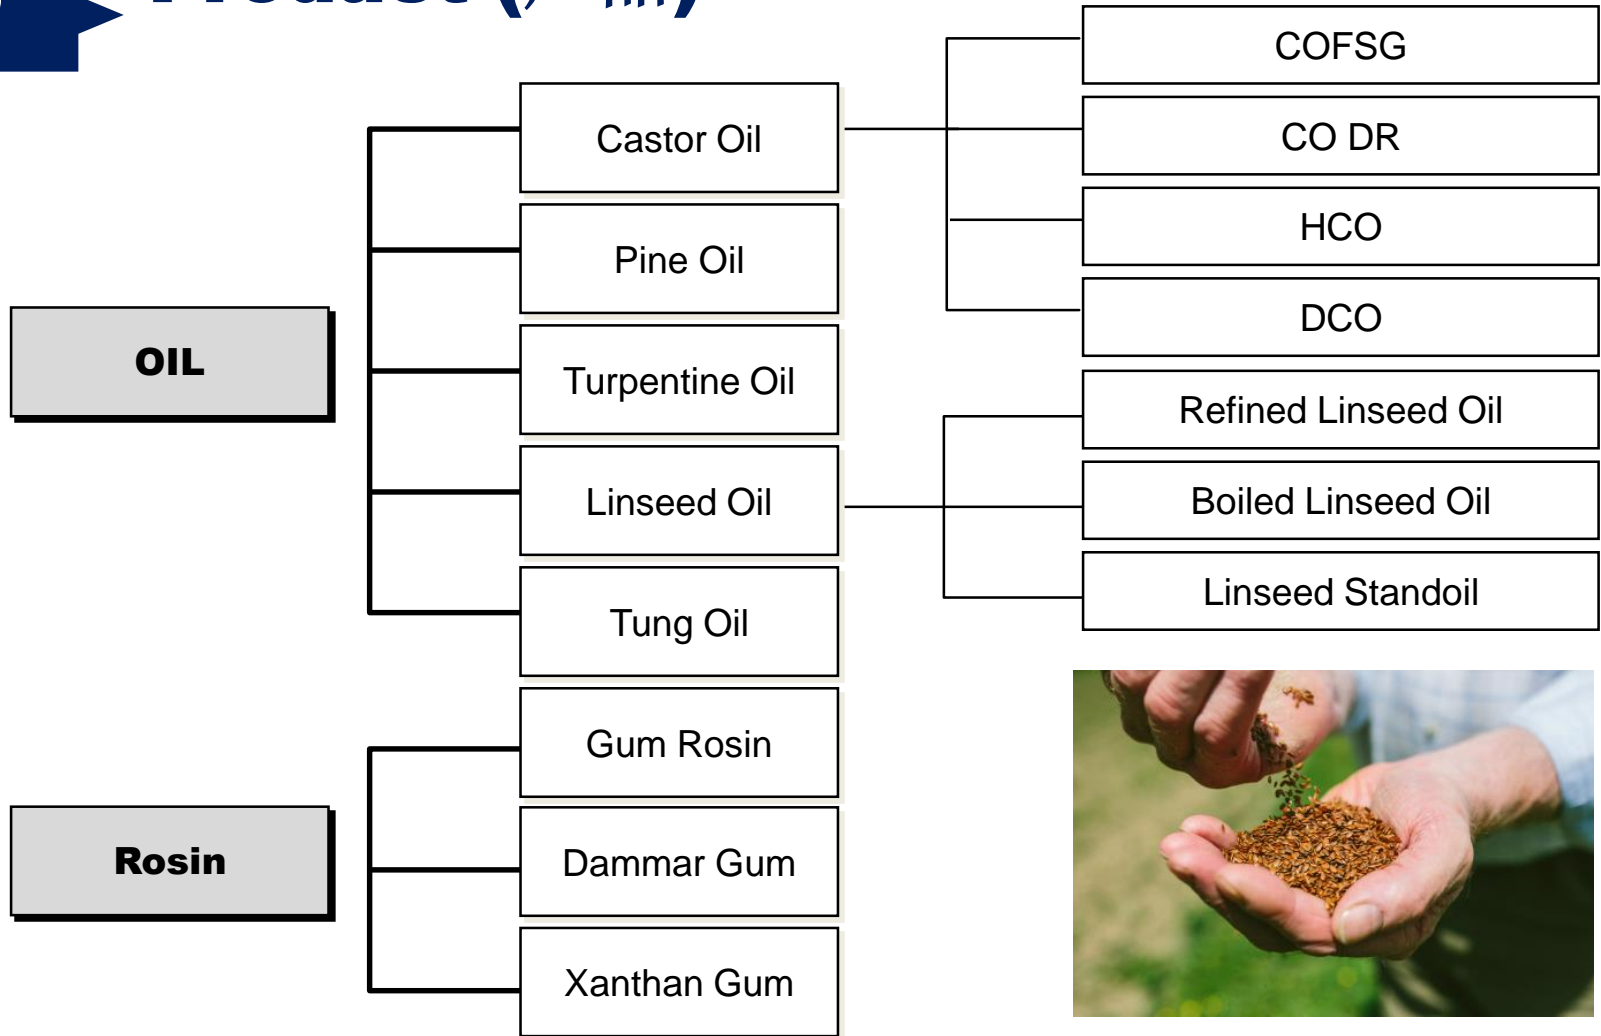 Product (
COFSG
Castor Oil
CO DR
Pine Oil
HCO
DCO
OIL
Turpentine Oil
Refined Linseed Oil
Linseed Oil
Boiled Linseed Oil
Linseed Standoil
Tung Oil
Gum Rosin
Rosin
Dammar Gum
Xanthan Gum